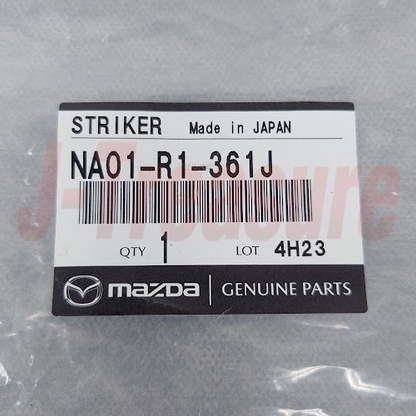 STRIKER Made in JAPAN
NA01-R1-361J
QTY 1 LOT 4H23
mazda GENUINE PARTS
J-Treasure